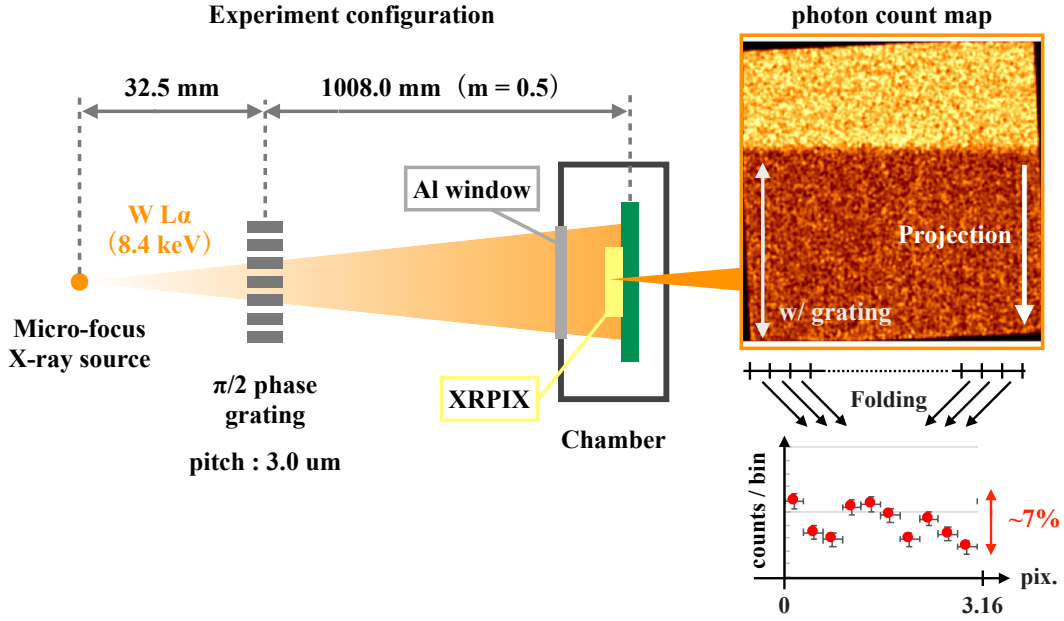 Experiment configuration
photon count map
32.5 mm
1008.0 mm（m = 0.5）
Al window
W Lα
（8.4 keV）
Projection
w/ grating
Micro-focus
X-ray source
π/2 phase
grating
XRPIX
Folding
Chamber
pitch : 3.0 um
counts / bin
~7%
pix.
0
3.16